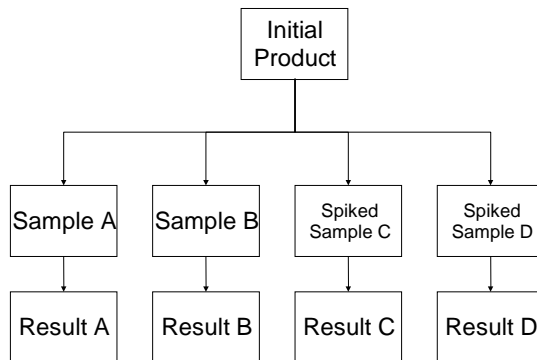 Initial
Product
Sample A
Sample B
Spiked
Sample C
Spiked
Sample D
Result A
Result B
Result C
Result D